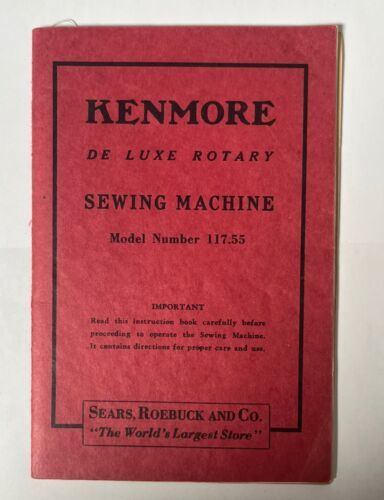 KENMORE
DE LUXE ROTARY
SEWING MACHINE
Model Number 117.55
IMPORTANT
Read this instruction book carefully before
proceeding to operate the Sewing Machine.
It contains directions for proper care and use.
SEARS, ROEBUCK AND CO.
"The World's Largest Store"